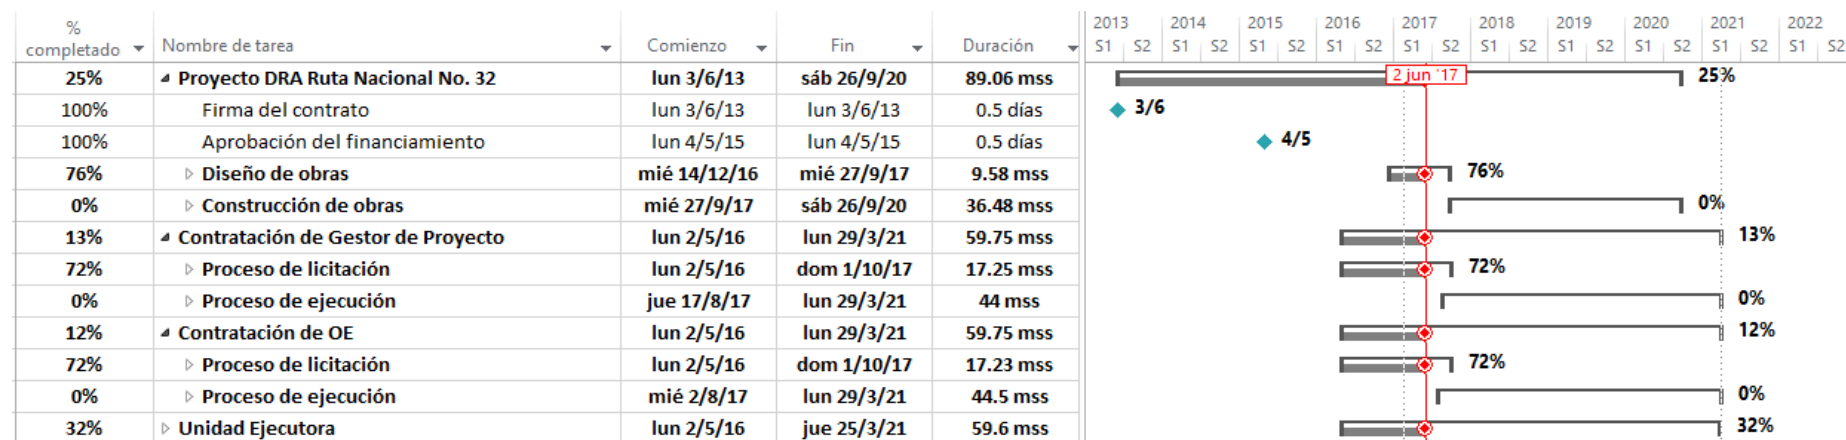 %
completado Nombre de tarea Comienzo Fin Duración
2013 2014 2015 2016 2017 2018 2019 2020 2021 2022
S1 S2 S1 S2 S1 S2 S1 S2 S1 S2 S1 S2 S1 S2 S1 S2 S1 S2 S1 S2
25% Proyecto DRA Ruta Nacional No. 32 lun 3/6/13 sáb 26/9/20 89.06 mss 2 jun '17 25%
100% Firma del contrato lun 3/6/13 lun 3/6/13 0.5 días 3/6
100% Aprobación del financiamiento lun 4/5/15 lun 4/5/15 0.5 días 4/5
76% Diseño de obras mié 14/12/16 mié 27/9/17 9.58 mss 76%
0% Construcción de obras mié 27/9/17 sáb 26/9/20 36.48 mss 0%
13% Contratación de Gestor de Proyecto lun 2/5/16 lun 29/3/21 59.75 mss 13%
72% Proceso de licitación lun 2/5/16 dom 1/10/17 17.25 mss 72%
0% Proceso de ejecución jue 17/8/17 lun 29/3/21 44 mss 0%
12% Contratación de OE lun 2/5/16 lun 29/3/21 59.75 mss 12%
72% Proceso de licitación lun 2/5/16 dom 1/10/17 17.23 mss 72%
0% Proceso de ejecución mié 2/8/17 lun 29/3/21 44.5 mss 0%
32% Unidad Ejecutora lun 2/5/16 jue 25/3/21 59.6 mss 32%